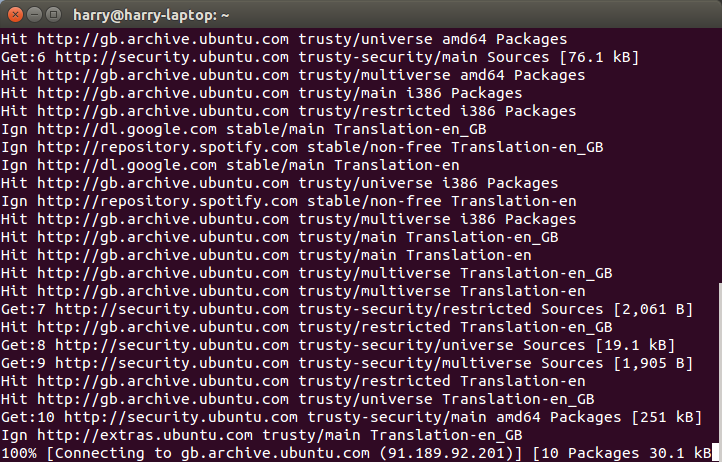 harry@harry-laptop: ~
Hit http://gb.archive.ubuntu.com trusty/universe amd64 Packages
Get:6 http://security.ubuntu.com trusty-security/main Sources [76.1 kB]
Hit http://gb.archive.ubuntu.com trusty/multiverse amd64 Packages
Hit http://gb.archive.ubuntu.com trusty/main i386 Packages
Hit http://gb.archive.ubuntu.com trusty/restricted i386 Packages
Ign http://dl.google.com stable/main Translation-en_GB
Ign http://repository.spotify.com stable/non-free Translation-en_GB
Ign http://dl.google.com stable/main Translation-en
Hit http://gb.archive.ubuntu.com trusty/universe i386 Packages
Ign http://repository.spotify.com stable/non-free Translation-en
Hit http://gb.archive.ubuntu.com trusty/multiverse i386 Packages
Hit http://gb.archive.ubuntu.com trusty/main Translation-en_GB
Hit http://gb.archive.ubuntu.com trusty/main Translation-en
Hit http://gb.archive.ubuntu.com trusty/multiverse Translation-en_GB
Hit http://gb.archive.ubuntu.com trusty/multiverse Translation-en
Get:7 http://security.ubuntu.com trusty-security/restricted Sources [2,061 B]
Hit http://gb.archive.ubuntu.com trusty/restricted Translation-en_GB
Get:8 http://security.ubuntu.com trusty-security/universe Sources [19.1 kB]
Get:9 http://security.ubuntu.com trusty-security/multiverse Sources [1,905 B]
Hit http://gb.archive.ubuntu.com trusty/restricted Translation-en
Hit http://gb.archive.ubuntu.com trusty/universe Translation-en_GB
Get:10 http://security.ubuntu.com trusty-security/main amd64 Packages [251 kB]
Ign http://extras.ubuntu.com trusty/main Translation-en_GB
100% [Connecting to gb.archive.ubuntu.com (91.189.92.201)] [10 Packages 30.1 kB